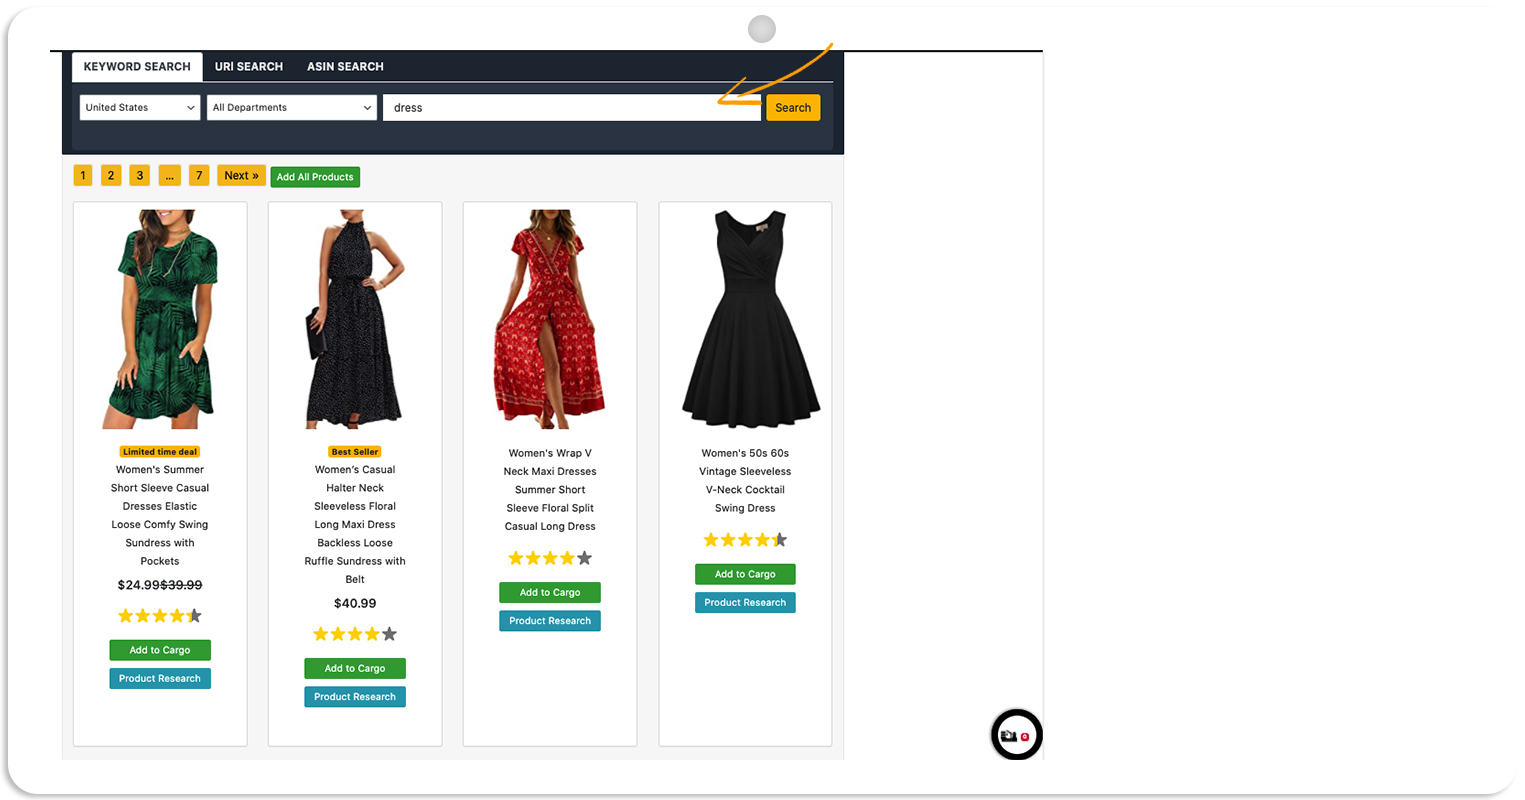 KEYWORD SEARCH URI SEARCH ASIN SEARCH
United States All Departments dress Search
1 2 3 ... 7 Next » Add All Products
Limited time deal
Women's Summer
Short Sleeve Casual
Dresses Elastic
Loose Comfy Swing
Sundress with
Pockets
$24.99$39.99
Add to Cargo
Product Research
Best Seller
Women's Casual
Halter Neck
Sleeveless Floral
Long Maxi Dress
Backless Loose
Ruffle Sundress with
Belt
$40.99
Add to Cargo
Product Research
Women's Wrap V
Neck Maxi Dresses
Summer Short
Sleeve Floral Split
Casual Long Dress
Add to Cargo
Product Research
Women's 50s 60s
Vintage Sleeveless
V-Neck Cocktail
Swing Dress
Add to Cargo
Product Research
0